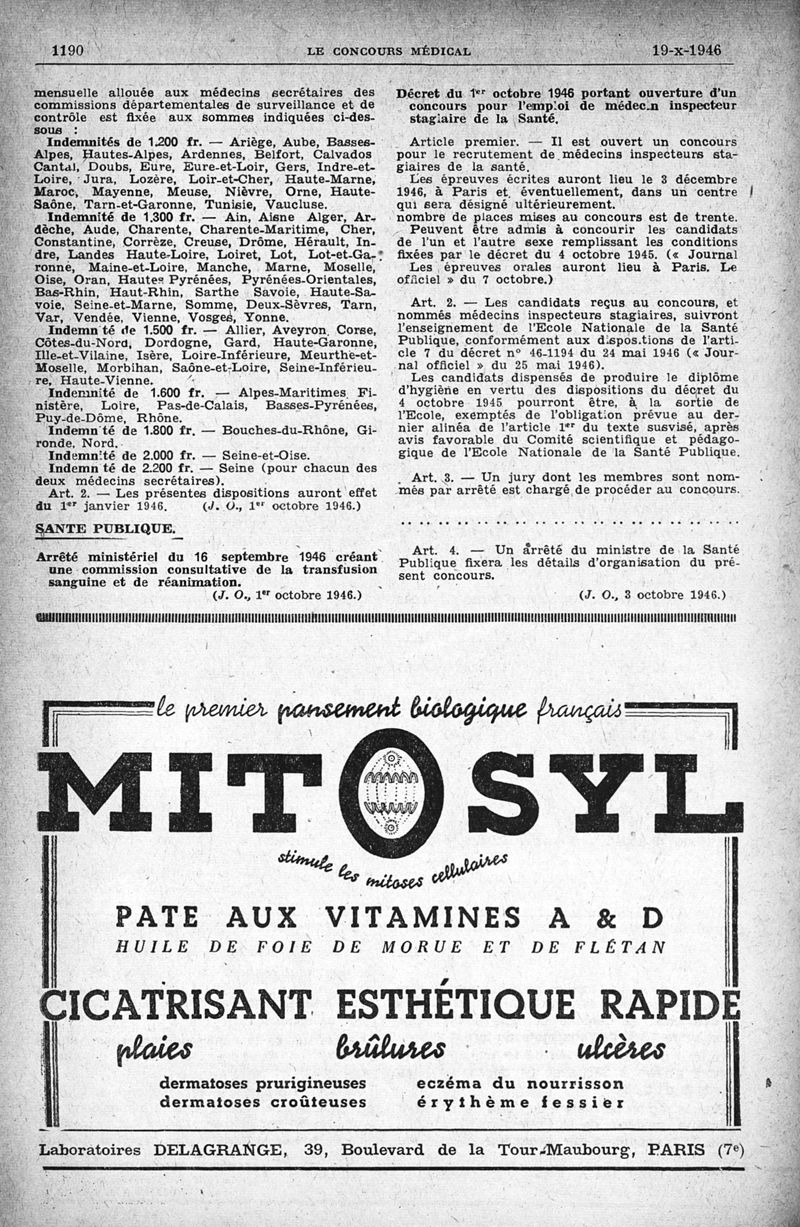 1190
LE CONCOURS MÉDICAL
19-x-1946
mensuelle allouée aux médecins secrétaires des
commissions départementales de surveillance et de
contrôle est fixée aux sommes indiquées ci-des-
sous :
Indemnités de 1.200 fr. — Ariège, Aube, Basses-
Alpes, Hautes-Alpes, Ardennes, Belfort, Calvados
Cantal, Doubs, Eure, Eure-et-Loir, Gers, Indre-et-
Loire, Jura, Lozère, Loir-et-Cher, Haute-Marne,
Maroc, Mayenne, Meuse, Nièvre, Orne, Haute-
Saône, Tarn-et-Garonne, Tunisie, Vaucluse.
Indemnité de 1.300 fr. — Ain, Aisne Alger, Ar-
dèche, Aude, Charente, Charente-Maritime, Cher,
Constantine, Corrèze, Creuse, Drôme, Hérault, In-
dre, Landes Haute-Loire, Loiret, Lot, Lot-et-Ga-
ronne, Maine-et-Loire, Manche, Marne, Moselle,
Oise, Oran, Hautes Pyrénées, Pyrénées-Orientales,
Bas-Rhin, Haut-Rhin, Sarthe Savoie, Haute-Sa-
voie, Seine-et-Marne, Somme, Deux-Sèvres, Tarn,
Var, Vendée, Vienne, Vosges, Yonne.
Indemn té de 1.500 fr. — Allier, Aveyron, Corse,
Côtes-du-Nord, Dordogne, Gard, Haute-Garonne,
Ille-et-Vilaine, Isère, Loire-Inférieure, Meurthe-et-
Moselle, Morbihan, Saône-et-Loire, Seine-Inférieu-
re, Haute-Vienne.
Indemnité de 1.600 fr. — Alpes-Maritimes, Fi-
nistère, Loire, Pas-de-Calais, Basses-Pyrénées,
Puy-de-Dôme, Rhône.
Indemn té de 1.800 fr. — Bouches-du-Rhône, Gi-
ronde, Nord.
Indemnité de 2.000 fr. — Seine-et-Oise.
Indemn té de 2.200 fr. — Seine (pour chacun des
deux médecins secrétaires).
Art. 2. — Les présentes dispositions auront effet
du 1er janvier 1946. (J. O., 1er octobre 1946.)
SANTE PUBLIQUE.
Arrêté ministériel du 16 septembre 1946 créant
une commission consultative de la transfusion
sanguine et de réanimation.
(J. O., 1er octobre 1946.)
Décret du 1er octobre 1946 portant ouverture d'un
concours pour l'emploi de médecin inspecteur
stagiaire de la Santé.
Article premier. — Il est ouvert un concours
pour le recrutement de médecins inspecteurs sta-
giaires de la santé.
Les épreuves écrites auront lieu le 3 décembre
1946, à Paris et, éventuellement, dans un centre
qui sera désigné ultérieurement.
nombre de places mises au concours est de trente.
Peuvent être admis à concourir les candidats
de l'un et l'autre sexe remplissant les conditions
fixées par le décret du 4 octobre 1945. (« Journal
Les épreuves orales auront lieu à Paris. Le
officiel » du 7 octobre.)
Art. 2. — Les candidats reçus au concours, et
nommés médecins inspecteurs stagiaires, suivront
l'enseignement de l'Ecole Nationale de la Santé
Publique, conformément aux dispositions de l'arti-
cle 7 du décret n° 46-1194 du 24 mai 1946 (« Jour-
nal officiel » du 25 mai 1946).
Les candidats dispensés de produire le diplôme
d'hygiène en vertu des dispositions du décret du
4 octobre 1945 pourront être, à la sortie de
l'Ecole, exemptés de l'obligation prévue au der-
nier alinéa de l'article 1er du texte susvisé, après
avis favorable du Comité scientifique et pédago-
gique de l'Ecole Nationale de la Santé Publique.
Art. 3. — Un jury dont les membres sont nom-
més par arrêté est chargé de procéder au concours.
Art. 4. — Un arrêté du ministre de la Santé
Publique fixera les détails d'organisation du pré-
sent concours.
(J. O., 3 octobre 1946.)
le premier pansement biologique français
MITOSYL
stimule les mitoses cellulaires
PATE AUX VITAMINES A & D
HUILE DE FOIE DE MORUE ET DE FLÉTAN
CICATRISANT ESTHÉTIQUE RAPIDE
plaies brûlures ulcères
dermatoses prurigineuses eczéma du nourrisson
dermatoses croûteuses érythème fessier
Laboratoires DELAGRANGE, 39, Boulevard de la Tour-Maubourg, PARIS (7e)